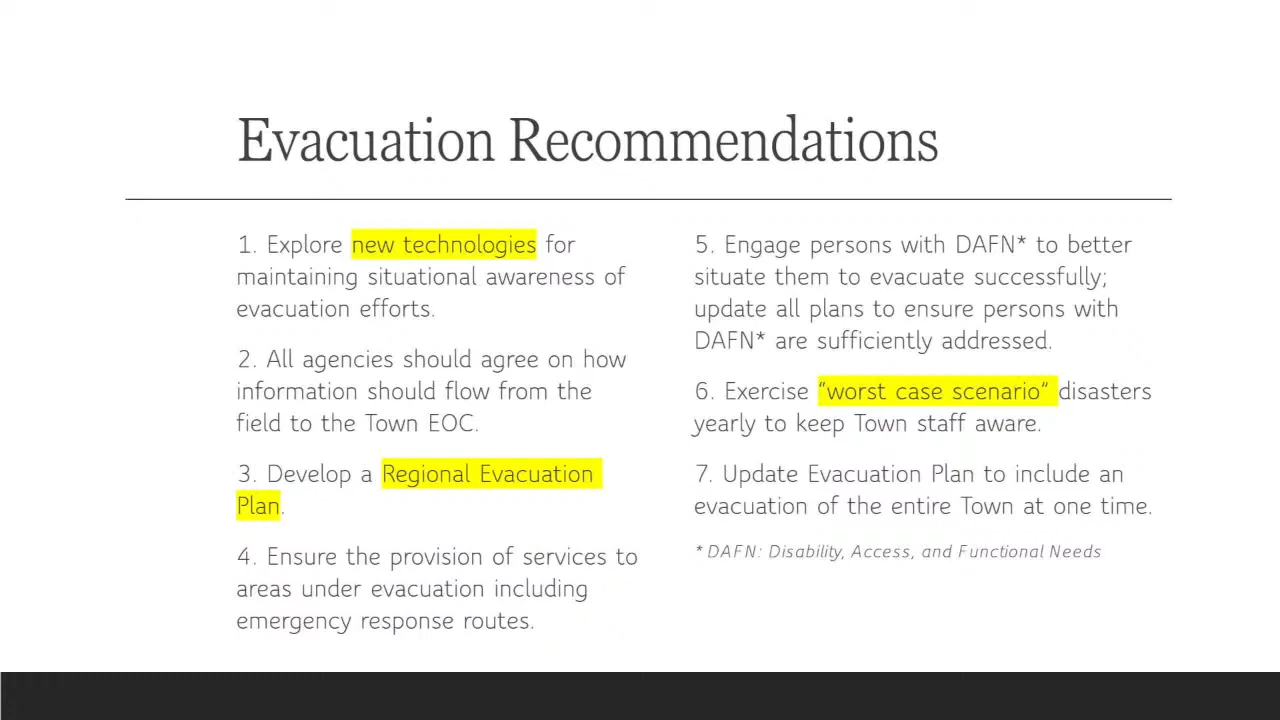 Evacuation Recommendations
1. Explore new technologies for
maintaining situational awareness of
evacuation efforts.
2. All agencies should agree on how
information should flow from the
field to the Town EOC.
3. Develop a Regional Evacuation
Plan.
4. Ensure the provision of services to
areas under evacuation including
emergency response routes.
5. Engage persons with DAFN* to better
situate them to evacuate successfully;
update all plans to ensure persons with
DAFN* are sufficiently addressed.
6. Exercise “worst case scenario“ disasters
yearly to keep Town staff aware.
7. Update Evacuation Plan to include an
evacuation of the entire Town at one time.
* DAFN: Disability, Access, and Functional Needs